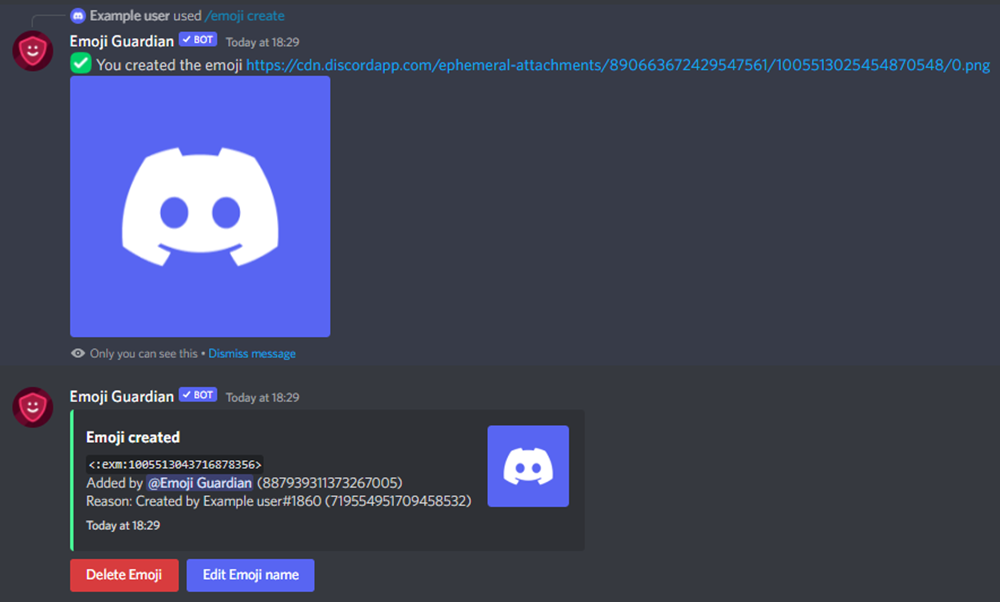 Example user used /emoji create
Emoji Guardian ✓ BOT Today at 18:29
✅ You created the emoji https://cdn.discordapp.com/ephemeral-attachments/890663672429547561/1005513025454870548/0.png
Only you can see this • Dismiss message
Emoji Guardian ✓ BOT Today at 18:29
Emoji created
<:exm:1005513043716878356>
Added by @Emoji Guardian (887939311373267005)
Reason: Created by Example user#1860 (719554951709458532)
Today at 18:29
Delete Emoji Edit Emoji name